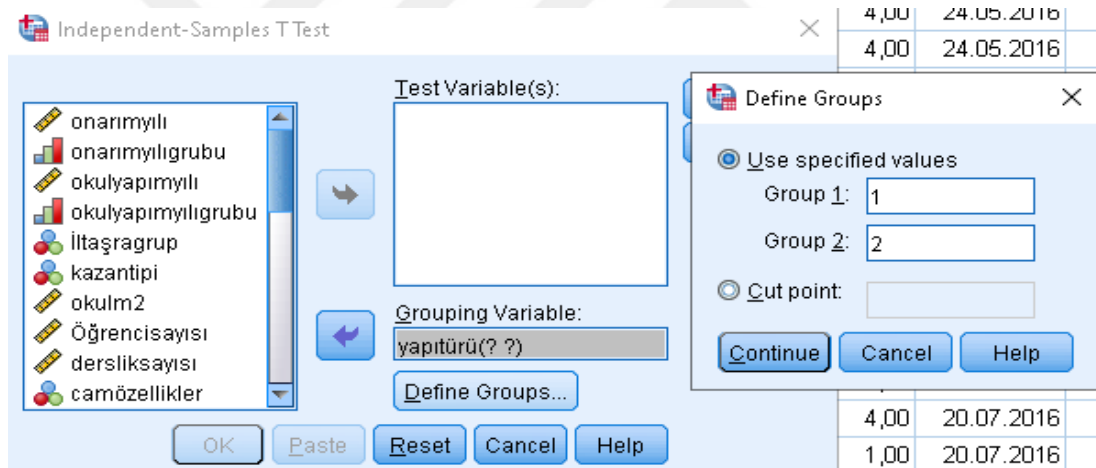 Independent-Samples T Test
Test Variable(s):
onarımyılı
onarımyılıgrubu
okulyapımyılı
okulyapımyılıgrubu
İltaşragrup
kazantipi
okulm2
Öğrencisayısı
dersliksayısı
camözellikler
Grouping Variable:
yapıtürü(? ?)
Define Groups...
OK
Paste
Reset
Cancel
Help
4,00 24.05.2016
4,00 24.05.2016
Define Groups
Use specified values
Group 1: 1
Group 2: 2
Cut point:
Continue
Cancel
Help
4,00 20.07.2016
1,00 20.07.2016